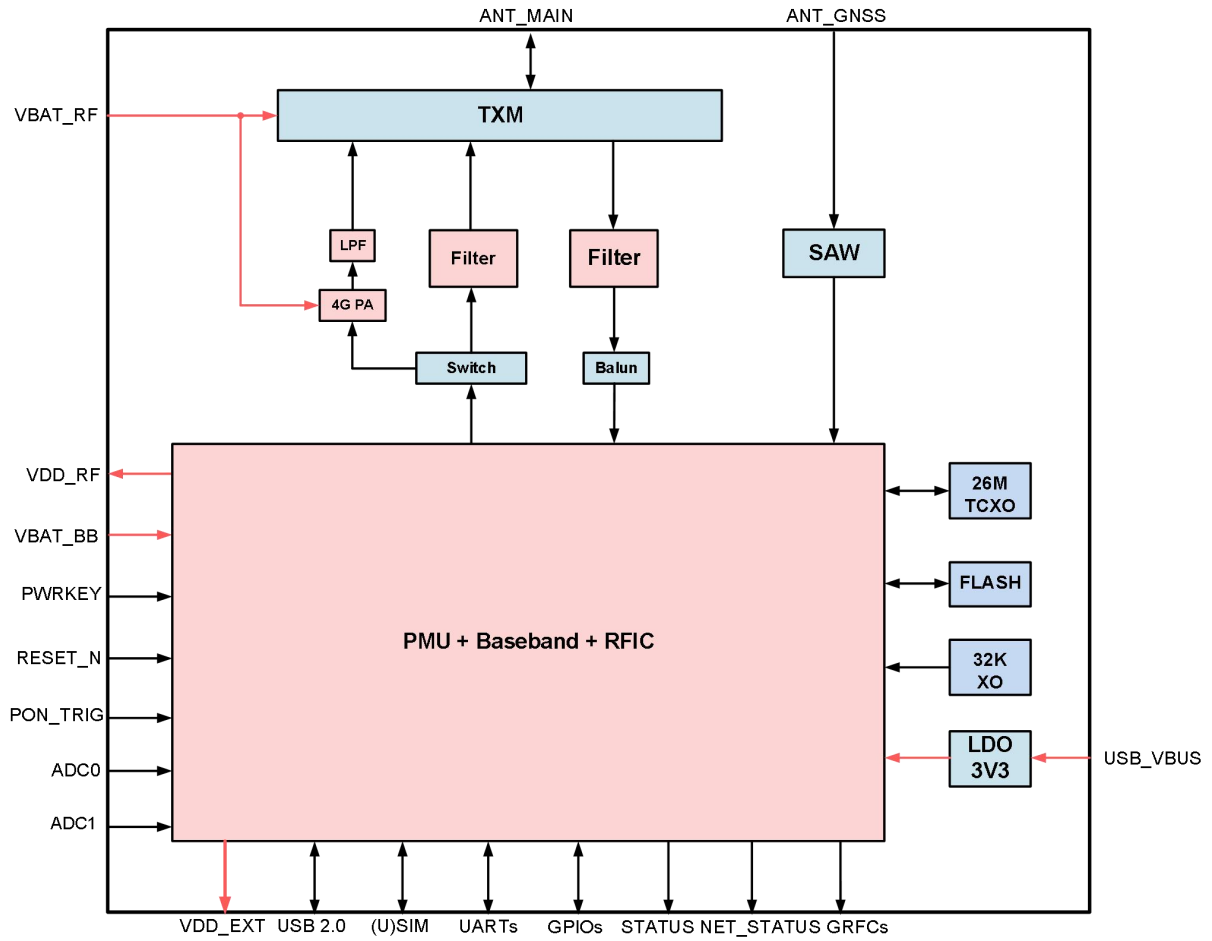 ANT_MAIN
ANT_GNSS
VBAT_RF
TXM
LPF
Filter
Filter
SAW
4G PA
Switch
Balun
VDD_RF
VBAT_BB
PWRKEY
RESET_N
PON_TRIG
ADC0
ADC1
PMU + Baseband + RFIC
26M
TCXO
FLASH
32K
XO
LDO
3V3
USB_VBUS
VDD_EXT
USB 2.0
(U)SIM
UARTs
GPIOs
STATUS
NET_STATUS
GRFCs